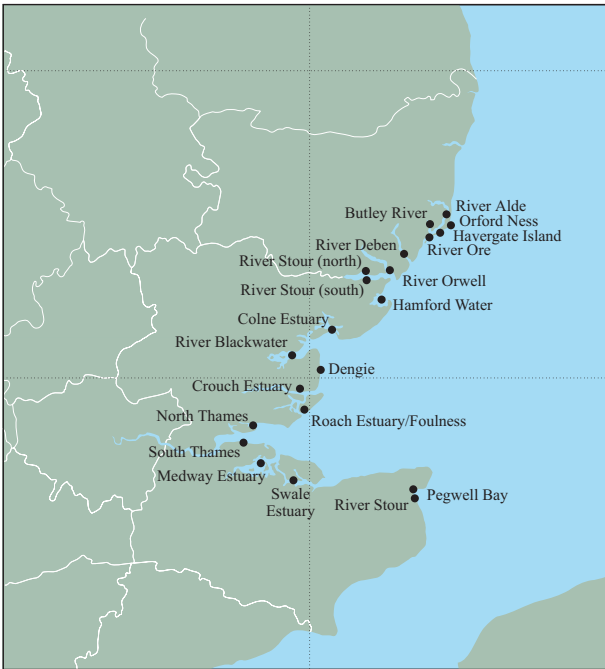 River Alde
Butley River
Orford Ness
Havergate Island
River Deben
River Ore
River Stour (north)
River Orwell
River Stour (south)
Hamford Water
Colne Estuary
River Blackwater
Dengie
Crouch Estuary
North Thames
Roach Estuary/Foulness
South Thames
Medway Estuary
Swale
Estuary
Pegwell Bay
River Stour